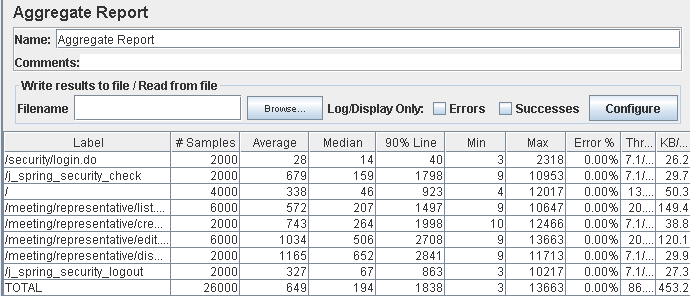 Aggregate Report
Name: Aggregate Report
Comments:
Write results to file / Read from file
Filename Browse... Log/Display Only: Errors Successes Configure
Label # Samples Average Median 90% Line Min Max Error % Thr... KB/...
/security/login.do 2000 28 14 40 3 2318 0.00% 7.1/... 26.2
/j_spring_security_check 2000 679 159 1798 9 10953 0.00% 7.1/... 29.7
/ 4000 338 46 923 4 12017 0.00% 13.... 50.3
/meeting/representative/list.... 6000 572 207 1497 9 10647 0.00% 20.... 149.4
/meeting/representative/cre... 2000 743 264 1998 10 12466 0.00% 7.1/... 38.8
/meeting/representative/edit.... 6000 1034 506 2708 9 13663 0.00% 20.... 120.1
/meeting/representative/dis... 2000 1165 652 2841 9 11713 0.00% 7.1/... 29.9
/j_spring_security_logout 2000 327 67 863 3 10217 0.00% 7.1/... 27.3
TOTAL 26000 649 194 1838 3 13663 0.00% 86.... 453.2